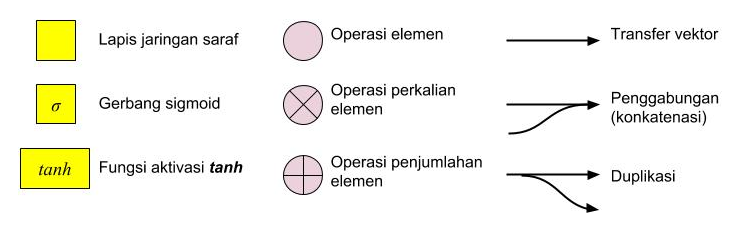 Lapis jaringan saraf
Operasi elemen
Transfer vektor
σ
Gerbang sigmoid
Operasi perkalian
elemen
Penggabungan
(konkatenasi)
tanh
Fungsi aktivasi tanh
Operasi penjumlahan
elemen
Duplikasi